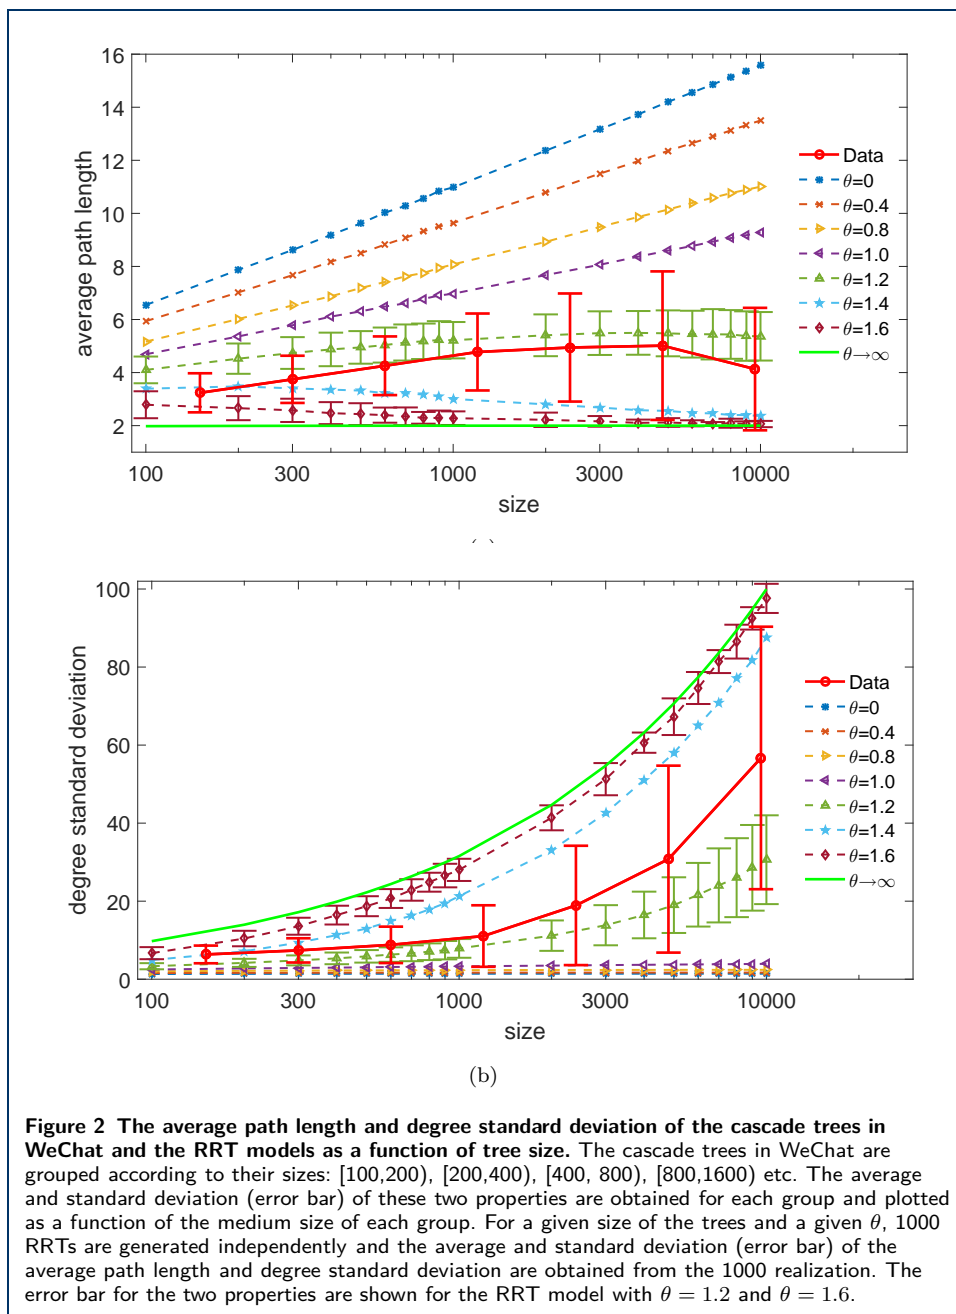 16
14
12
10
8
6
4
2
average path length
100
300
1000
3000
10000
size
Data
θ=0
θ=0.4
θ=0.8
θ=1.0
θ=1.2
θ=1.4
θ=1.6
θ→∞
100
80
60
40
20
0
degree standard deviation
100
300
1000
3000
10000
size
Data
θ=0
θ=0.4
θ=0.8
θ=1.0
θ=1.2
θ=1.4
θ=1.6
θ→∞
(b)
Figure 2 The average path length and degree standard deviation of the cascade trees in
WeChat and the RRT models as a function of tree size. The cascade trees in WeChat are
grouped according to their sizes: [100,200), [200,400), [400, 800), [800,1600) etc. The average
and standard deviation (error bar) of these two properties are obtained for each group and plotted
as a function of the medium size of each group. For a given size of the trees and a given θ, 1000
RRTs are generated independently and the average and standard deviation (error bar) of the
average path length and degree standard deviation are obtained from the 1000 realization. The
error bar for the two properties are shown for the RRT model with θ = 1.2 and θ = 1.6.